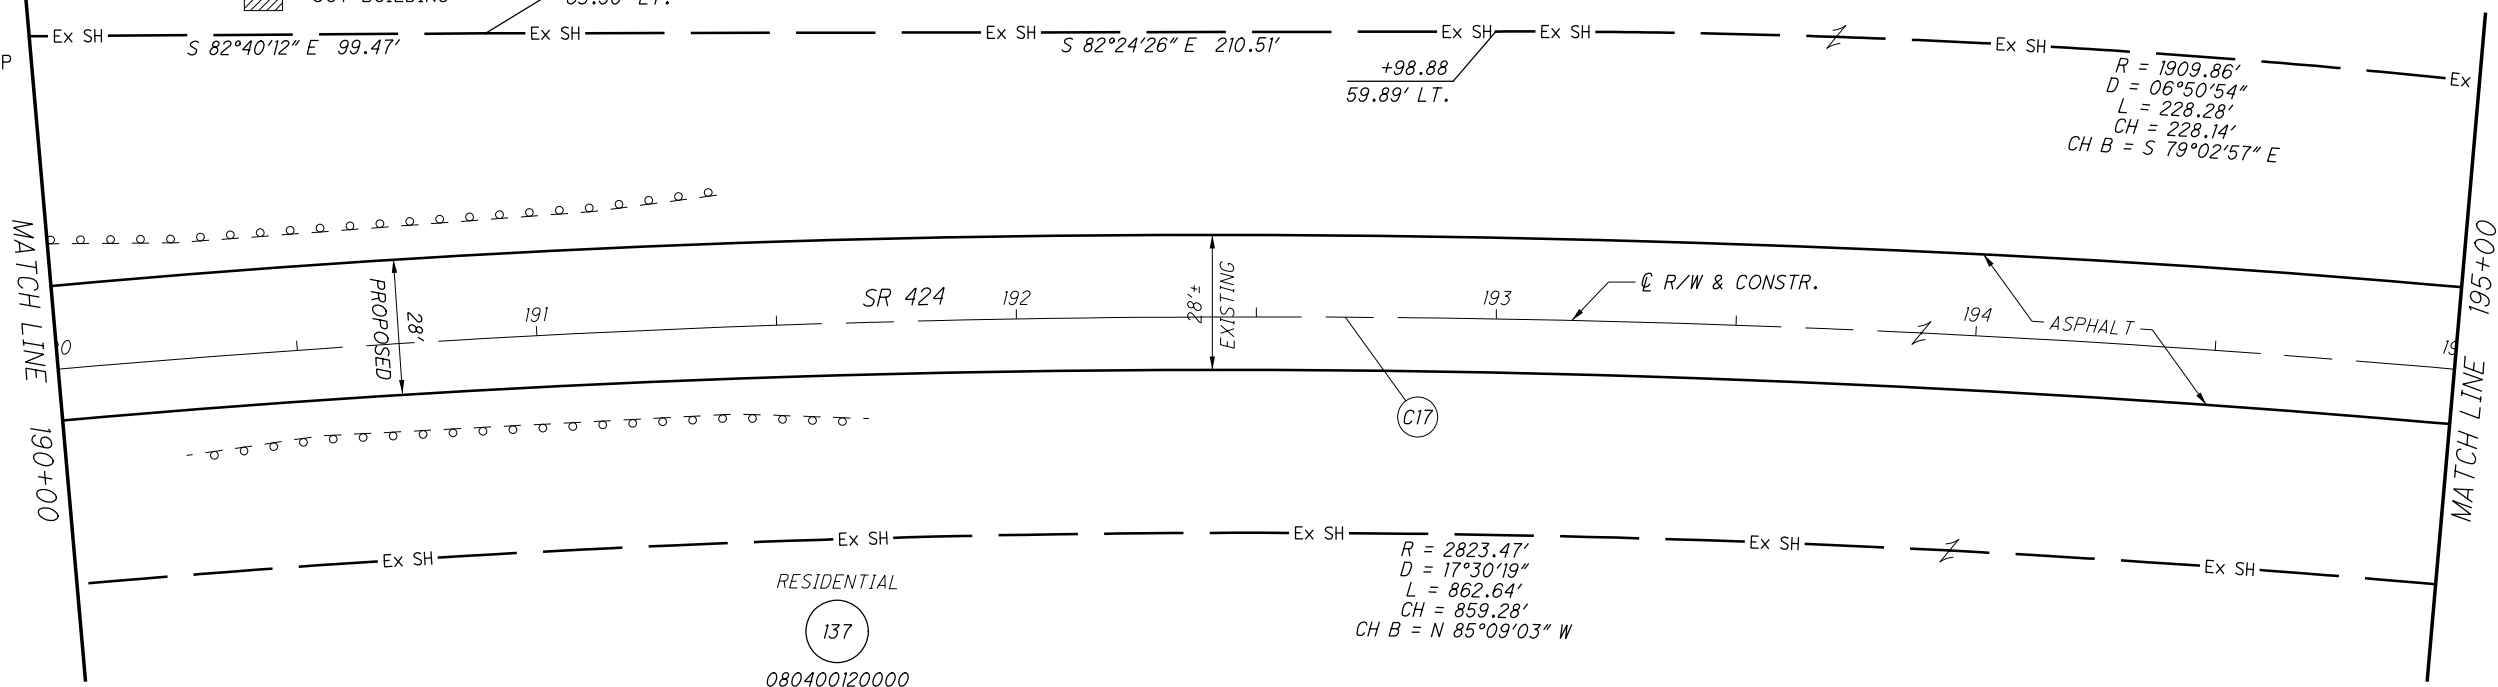 Ex SH
Ex SH
Ex SH
Ex SH
Ex SH
Ex SH
Ex
S 82°40'12" E 99.47'
S 82°24'26" E 210.51'
+98.88
59.89' LT.
R = 1909.86'
D = 06°50'54"
L = 228.28'
CH = 228.14'
CH B = S 79°02'57" E
P
MATCH LINE 190+00
PROPOSED
28'
191
SR 424
192
28'±
EXISTING
193
℄ R/W & CONSTR.
194
ASPHALT
C17
MATCH LINE 195+00
Ex SH
Ex SH
Ex SH
Ex SH
Ex SH
R = 2823.47'
D = 17°30'19"
L = 862.64'
CH = 859.28'
CH B = N 85°09'03" W
RESIDENTIAL
137
080400120000